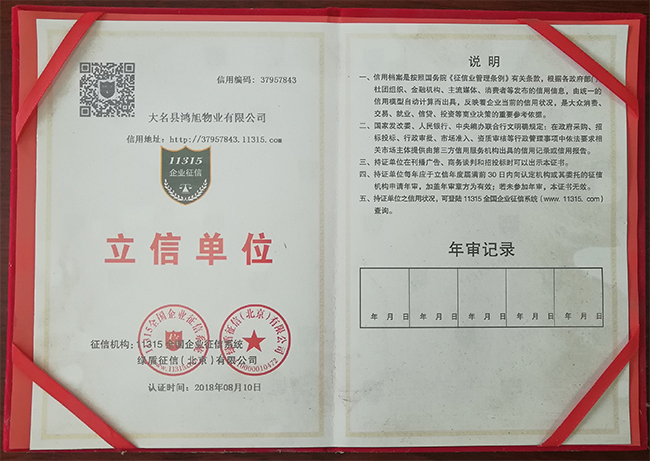 信用编码: 37957843
大名县鸿旭物业有限公司
信用地址: http://37957843.11315.com
11315
企业征信
立信单位
征信机构: 11315 全国企业征信系统
绿盾征信(北京)有限公司
认证时间: 2018年08月10日
说明
一、信用档案是按照国务院《征信业管理条例》有关条款，根据各政府部门、
社团组织、金融机构、主流媒体、消费者等发布的信用信息，由统一的
信用模型自动计算而出具，反映着企业当前的信用状况，是大众消费、
交易、就业、信贷、投资等商业决策的重要参考依据。
二、国家发改委、人民银行、中央编办联合行文明确规定：在政府采购、招
标投标、行政审批、市场准入、资质审核等行政管理事项中依法要求相
关市场主体提供由第三方信用服务机构出具的信用记录或信用报告。
三、持证单位在刊播广告、商务谈判和招投标时可以出示本证书。
四、持证单位每年应于立信年度届满前 30 日内向认定机构或其委托的征信
机构申请年审，加盖年审章方为有效；若未参加年审，本证书无效。
五、持证单位之信用状况，可登陆 11315 全国企业征信系统 (www. 11315. com)
查询。
年审记录
年 月 日 年 月 日 年 月 日 年 月 日 年 月 日